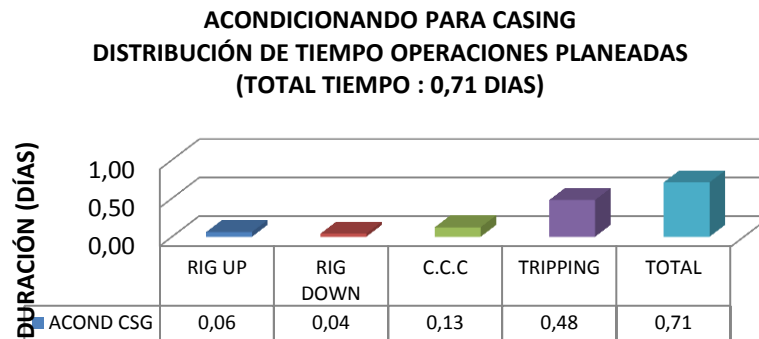 ACONDICIONANDO PARA CASING
DISTRIBUCIÓN DE TIEMPO OPERACIONES PLANEADAS
(TOTAL TIEMPO : 0,71 DIAS)
DURACIÓN (DÍAS)
1,00
0,50
0,00
RIG UP RIG DOWN C.C.C TRIPPING TOTAL
ACOND CSG 0,06 0,04 0,13 0,48 0,71